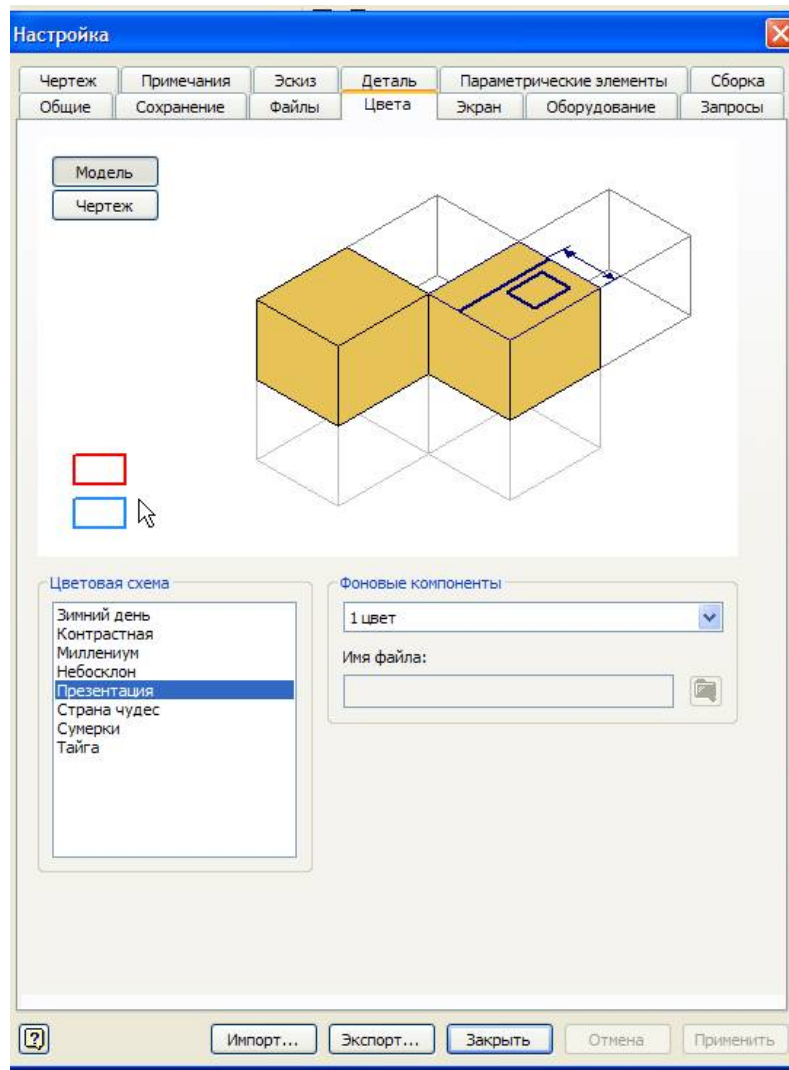 Настройка
Чертеж Примечания Эскиз Деталь Параметрические элементы Сборка
Общие Сохранение Файлы Цвета Экран Оборудование Запросы
Модель
Чертеж
Цветовая схема
Зимний день
Контрастная
Миллениум
Небосклон
Презентация
Страна чудес
Сумерки
Тайга
Фоновые компоненты
1 цвет
Имя файла:
? Импорт... Экспорт... Закрыть Отмена Применить